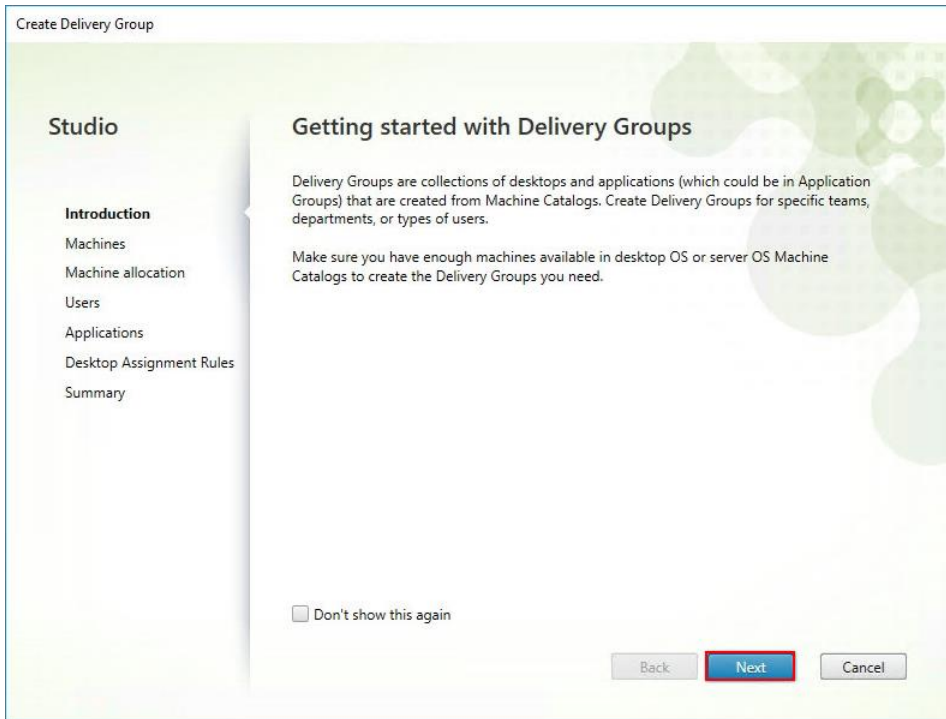 Create Delivery Group
Studio
Introduction
Machines
Machine allocation
Users
Applications
Desktop Assignment Rules
Summary
Getting started with Delivery Groups
Delivery Groups are collections of desktops and applications (which could be in Application
Groups) that are created from Machine Catalogs. Create Delivery Groups for specific teams,
departments, or types of users.
Make sure you have enough machines available in desktop OS or server OS Machine
Catalogs to create the Delivery Groups you need.
Don't show this again
Back
Next
Cancel